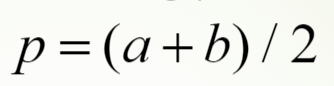 p = (a + b) / 2